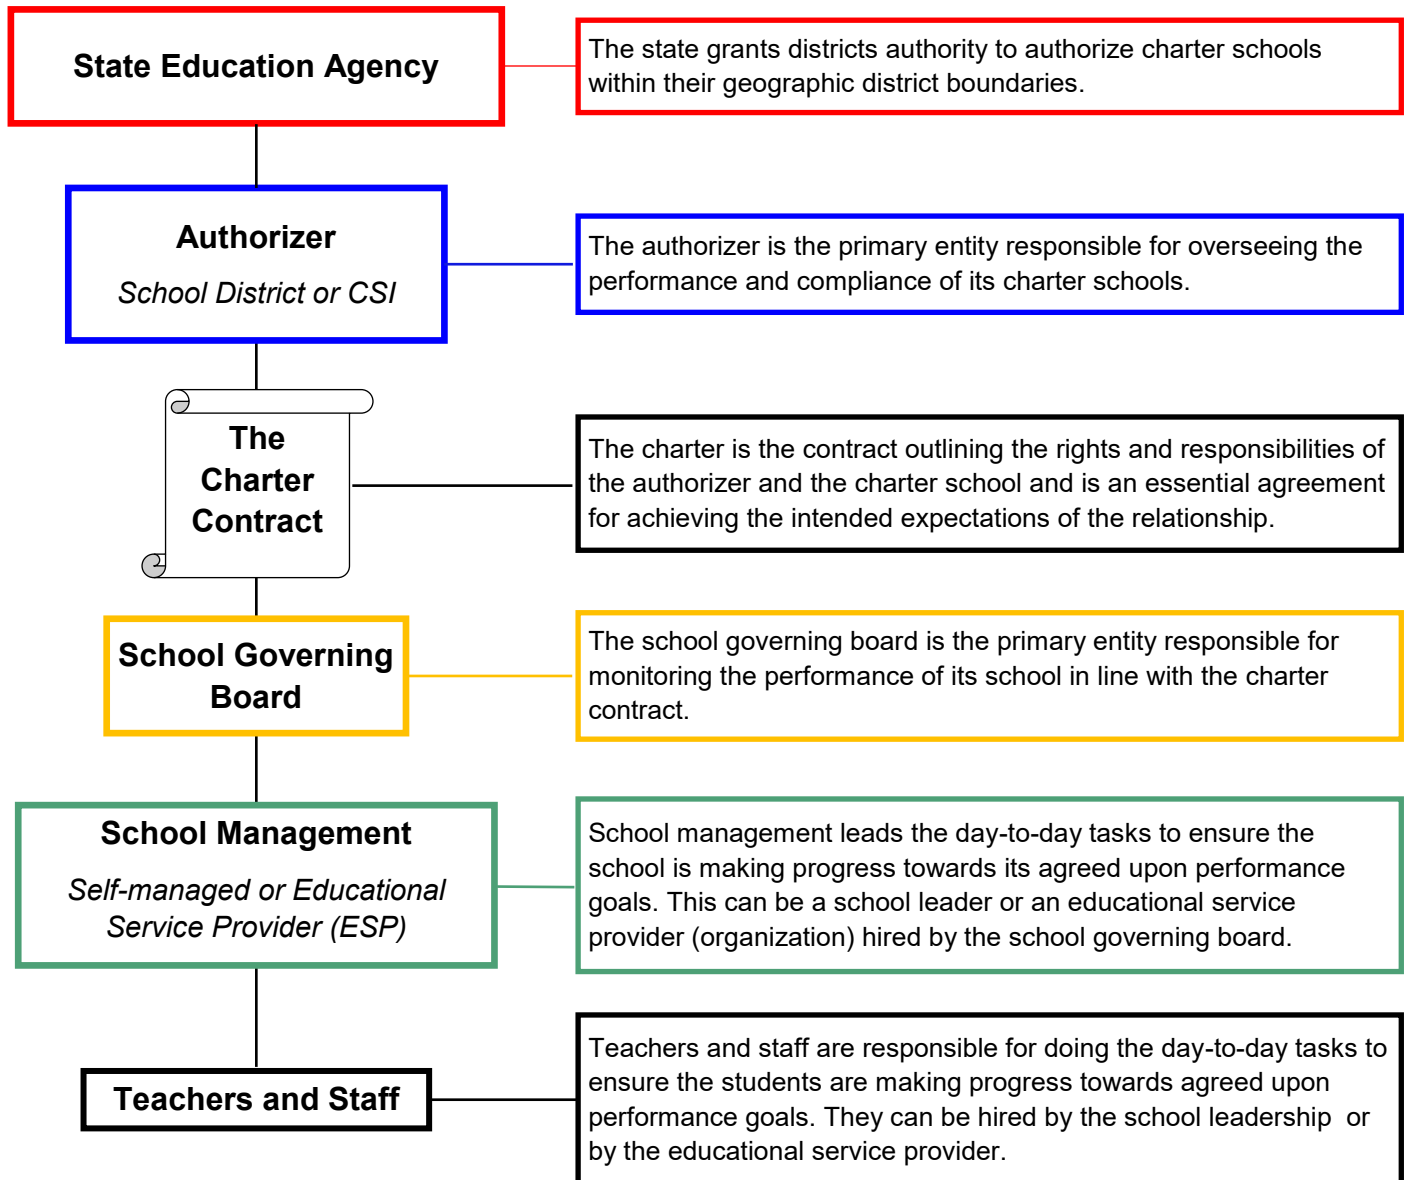 State Education Agency
The state grants districts authority to authorize charter schools
within their geographic district boundaries.
Authorizer
School District or CSI
The authorizer is the primary entity responsible for overseeing the
performance and compliance of its charter schools.
The
Charter
Contract
The charter is the contract outlining the rights and responsibilities of
the authorizer and the charter school and is an essential agreement
for achieving the intended expectations of the relationship.
School Governing
Board
The school governing board is the primary entity responsible for
monitoring the performance of its school in line with the charter
contract.
School Management
Self-managed or Educational
Service Provider (ESP)
School management leads the day-to-day tasks to ensure the
school is making progress towards its agreed upon performance
goals. This can be a school leader or an educational service
provider (organization) hired by the school governing board.
Teachers and Staff
Teachers and staff are responsible for doing the day-to-day tasks to
ensure the students are making progress towards agreed upon
performance goals. They can be hired by the school leadership  or
by the educational service provider.